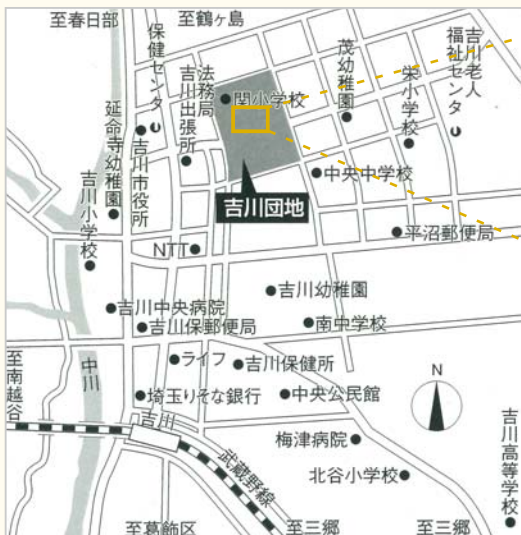 至春日部
至鶴ヶ島
保健センター
法務局
吉川出張所
関小学校
茂幼稚園
栄小学校
吉川老人
福祉センター
延命寺幼稚園
吉川市役所
吉川小学校
中央中学校
吉川団地
NTT
平沼郵便局
吉川幼稚園
吉川中央病院
吉川保郵便局
南中学校
至南越谷
中川
ライフ
吉川保健所
埼玉りそな銀行
中央公民館
N
吉川
武蔵野線
梅津病院
北谷小学校
吉川高等学校
至葛飾区
至三郷
至三郷